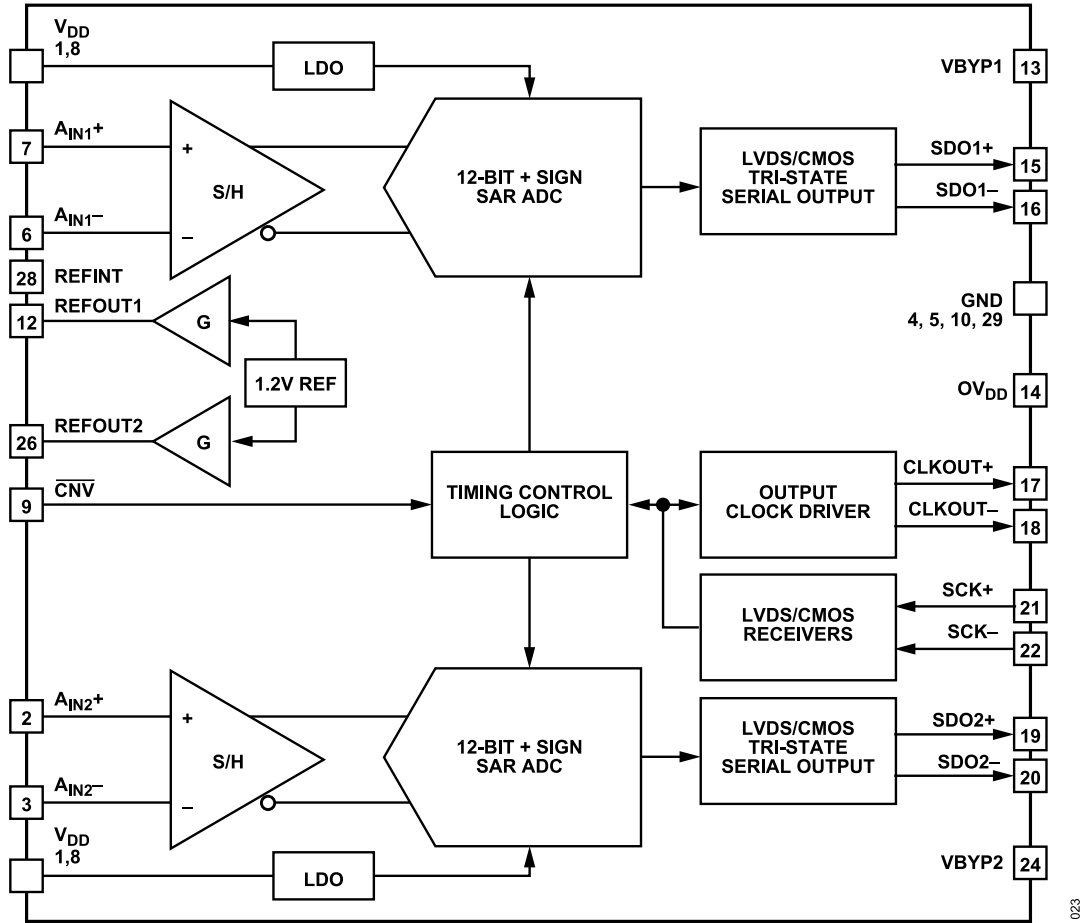 VDD
1,8
LDO
VBYP1
13
7
AIN1+
+
S/H
–
6
AIN1–
12-BIT + SIGN
SAR ADC
LVDS/CMOS
TRI-STATE
SERIAL OUTPUT
SDO1+
15
SDO1–
16
28
REFINT
12
REFOUT1
G
1.2V REF
GND
4, 5, 10, 29
OVDD
14
26
REFOUT2
G
9
CNV
TIMING CONTROL
LOGIC
OUTPUT
CLOCK DRIVER
CLKOUT+
17
CLKOUT–
18
LVDS/CMOS
RECEIVERS
SCK+
21
SCK–
22
2
AIN2+
+
S/H
–
3
AIN2–
12-BIT + SIGN
SAR ADC
LVDS/CMOS
TRI-STATE
SERIAL OUTPUT
SDO2+
19
SDO2–
20
VDD
1,8
LDO
VBYP2
24
023